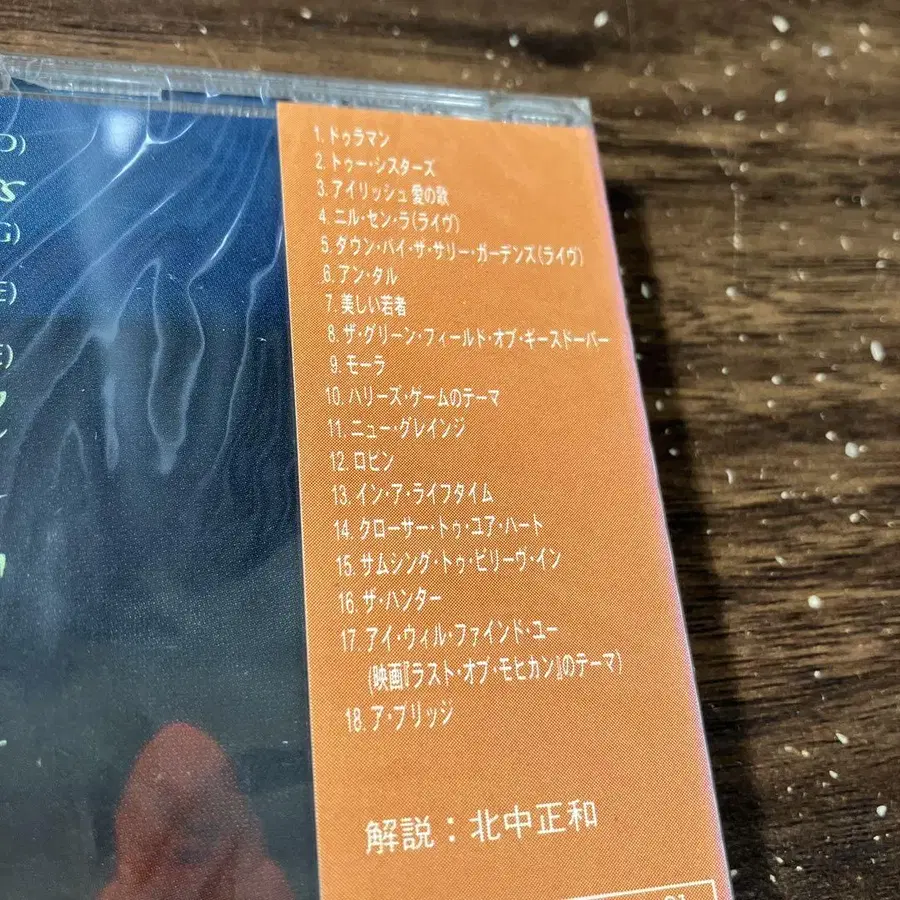 D)
G)
E)
E)
1. ドゥラマン
2. トゥー・シスターズ
3. アイリッシュ 愛の歌
4. ニル・セン・ラ(ライヴ)
5. ダウン・バイ・ザ・サリー・ガーデンズ(ライヴ)
6. アン・タル
7. 美しい若者
8. ザ・グリーン・フィールド・オブ・ギースドーバー
9. モーラ
10. ハリーズ・ゲームのテーマ
11. ニュー・グレインジ
12. ロビン
13. イン・ア・ライフタイム
14. クローサー・トゥ・ユア・ハート
15. サムシング・トゥ・ビリーヴ・イン
16. ザ・ハンター
17. アイ・ウィル・ファインド・ユー
(映画『ラスト・オブ・モヒカン』のテーマ)
18. ア・ブリッジ
解説：北中正和